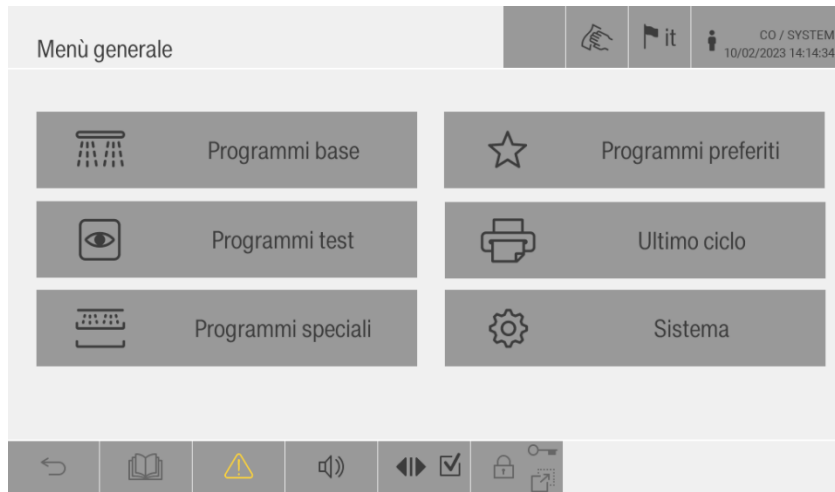 Menù generale
it
CO / SYSTEM
10/02/2023 14:14:34
Programmi base
Programmi preferiti
Programmi test
Ultimo ciclo
Programmi speciali
Sistema